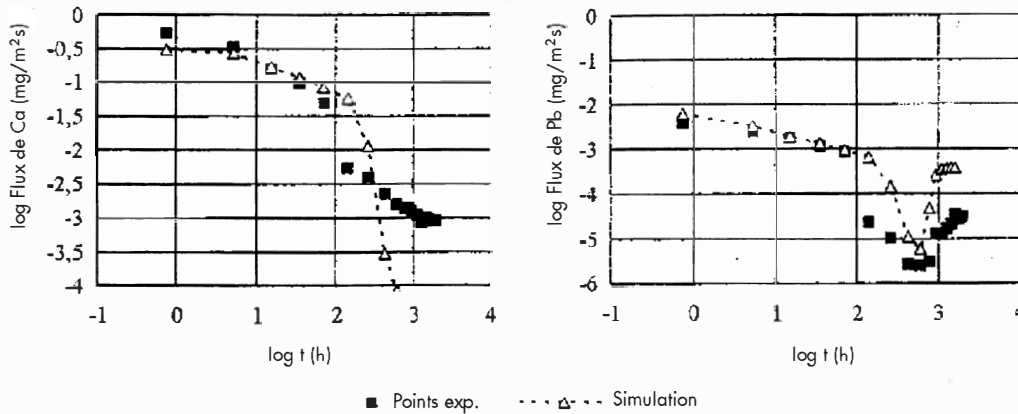 0
-0,5
-1
-1,5
-2
-2,5
-3
-3,5
-4
-1 0 1 2 3 4
log Flux de Ca (mg/m²s)
log t (h)
0
-1
-2
-3
-4
-5
-6
-1 0 1 2 3 4
log Flux de Pb (mg/m²s)
log t (h)
Points exp. Simulation